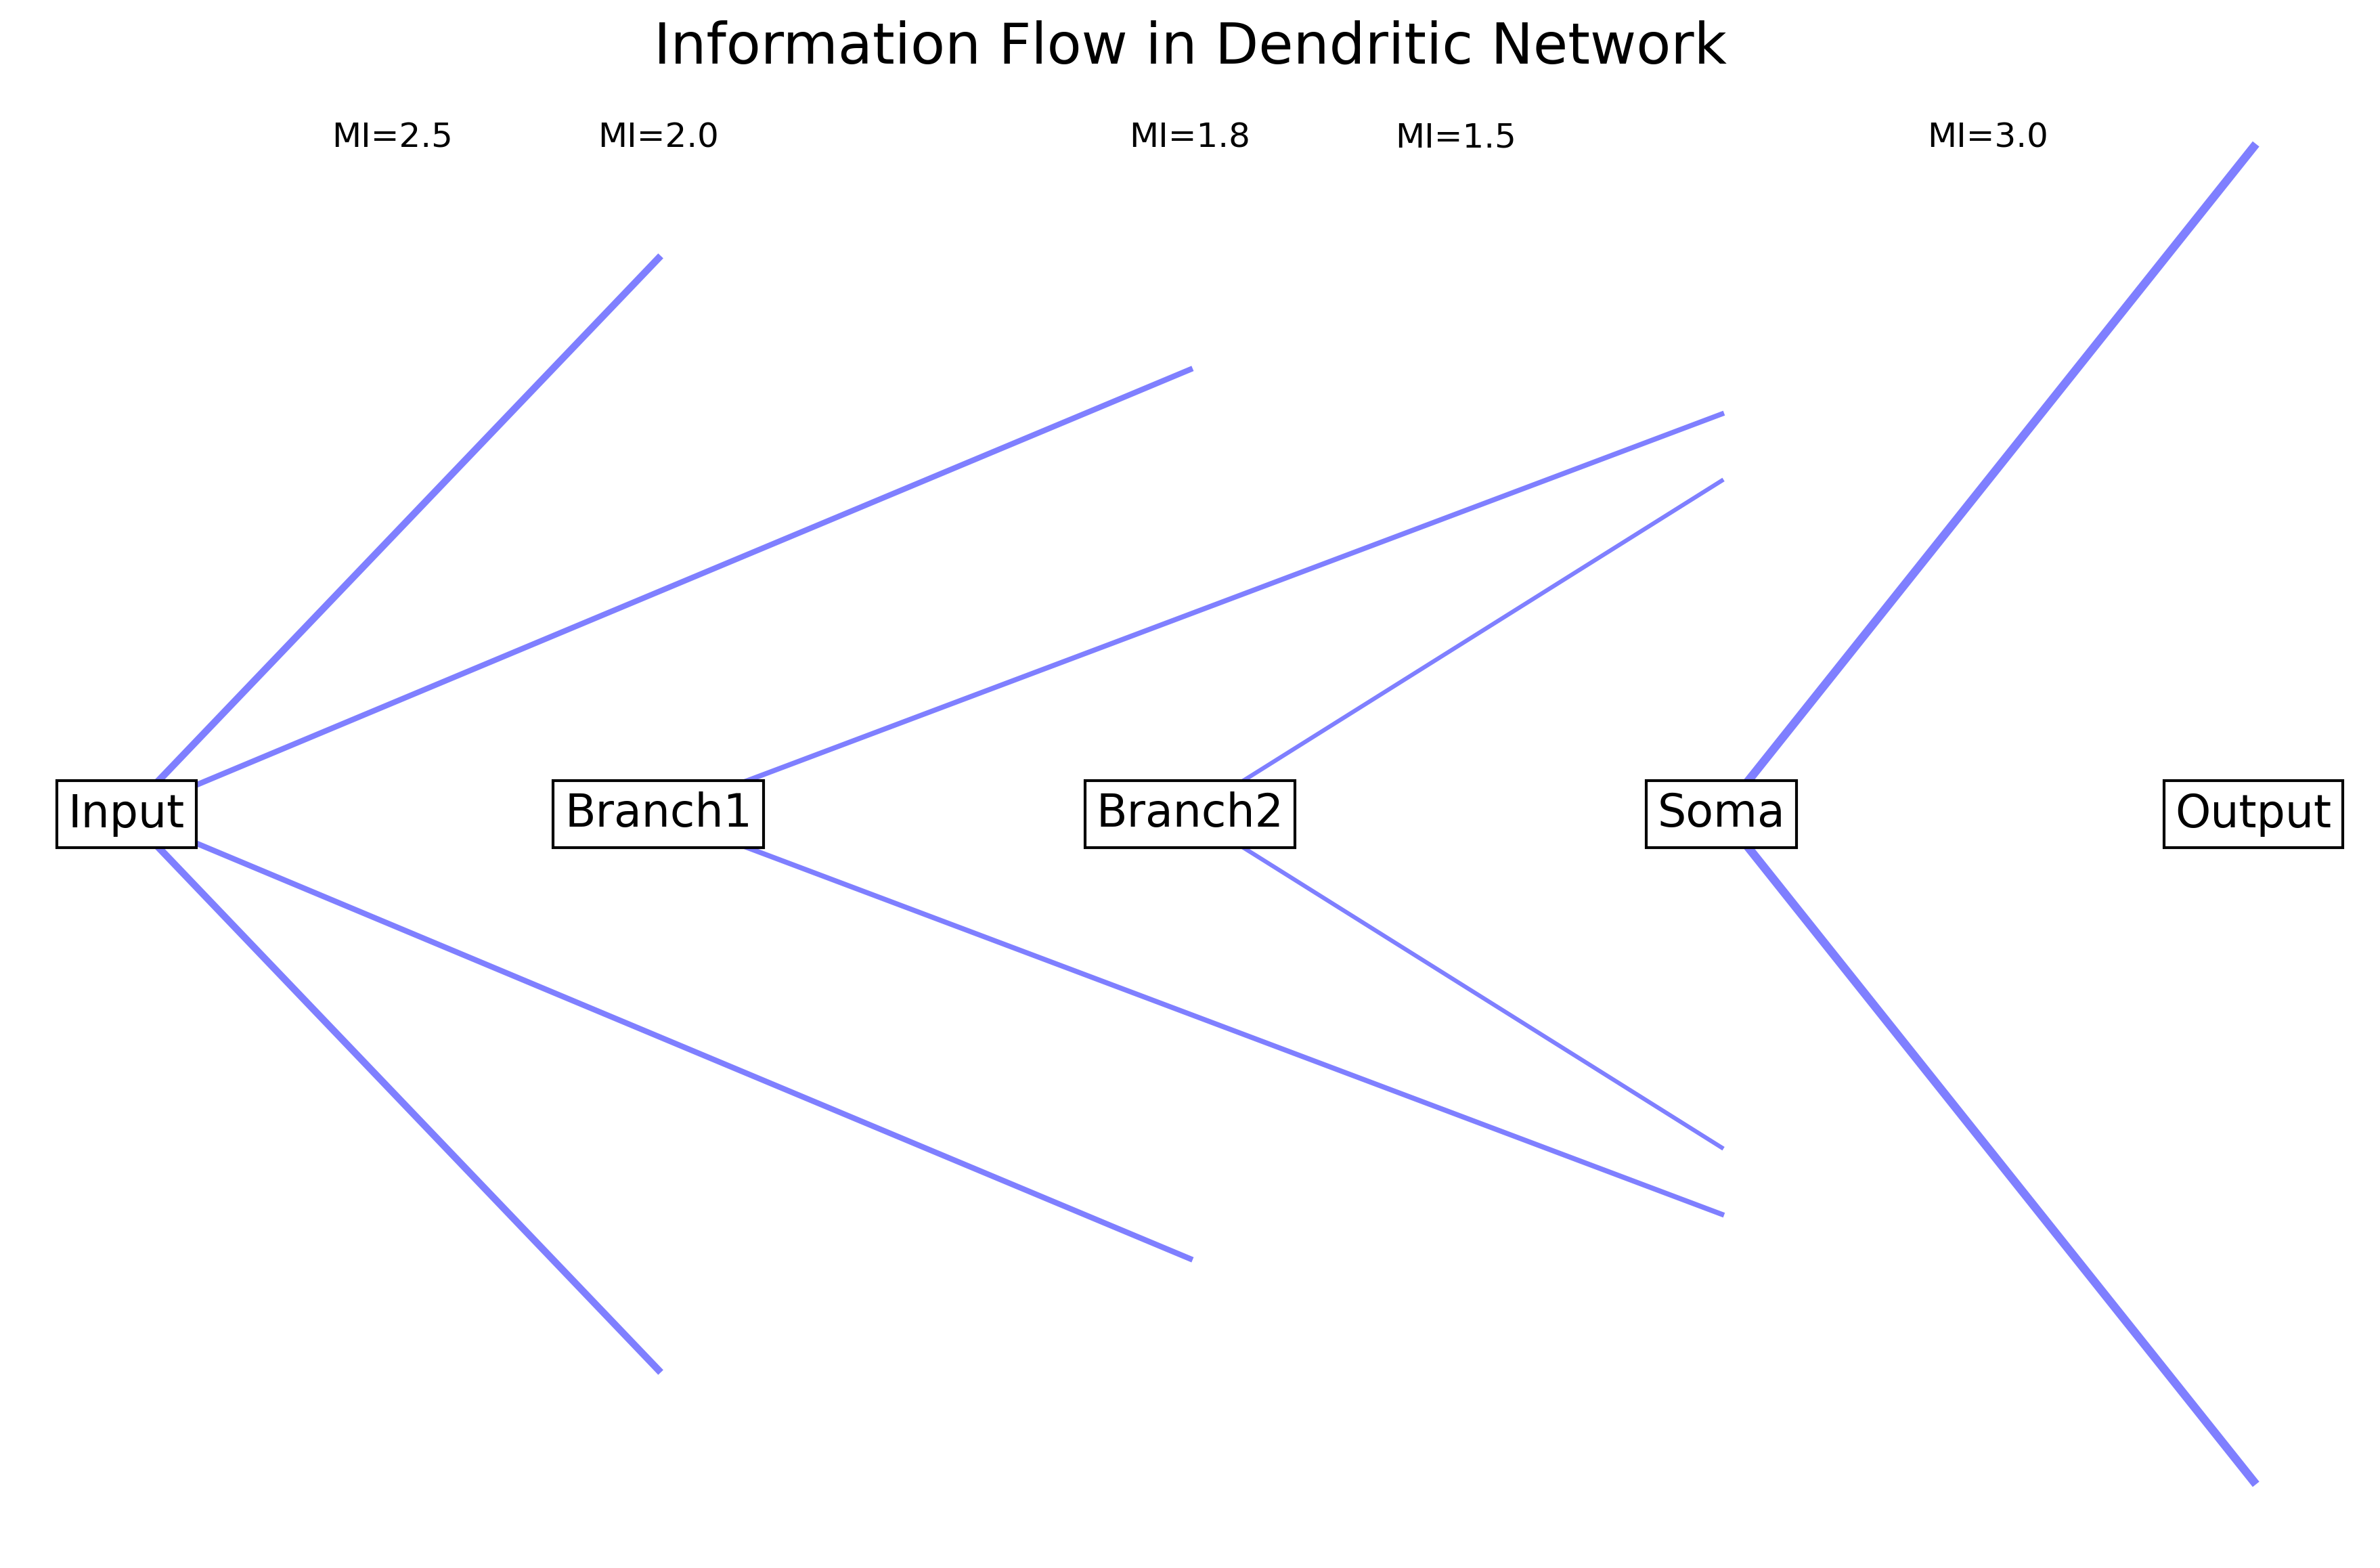 Information Flow in Dendritic Network
MI=2.5 MI=2.0 MI=1.8 MI=1.5 MI=3.0
Input Branch1 Branch2 Soma Output